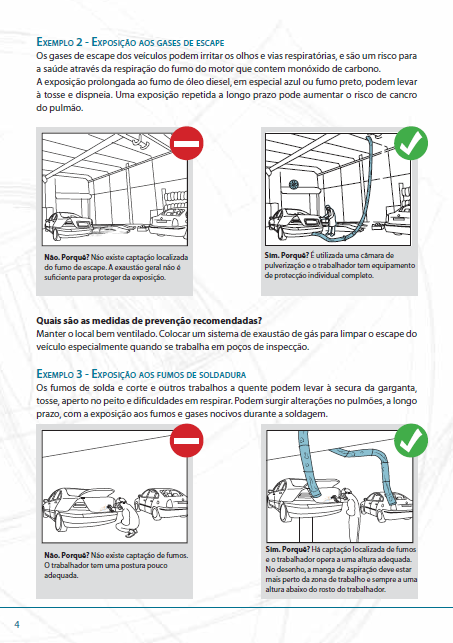 EXEMPLO 2 - EXPOSIÇÃO AOS GASES DE ESCAPE
Os gases de escape dos veículos podem irritar os olhos e vias respiratórias, e são um risco para
a saúde através da respiração do fumo do motor que contem monóxido de carbono.
A exposição prolongada ao fumo de óleo diesel, em especial azul ou fumo preto, podem levar
à tosse e dispneia. Uma exposição repetida a longo prazo pode aumentar o risco de cancro
do pulmão.
Não. Porquê? Não existe captação localizada
do fumo de escape. A exaustão geral não é
suficiente para proteger da exposição.
Sim. Porquê? É utilizada uma câmara de
pulverização e o trabalhador tem equipamento
de protecção individual completo.
Quais são as medidas de prevenção recomendadas?
Manter o local bem ventilado. Colocar um sistema de exaustão de gás para limpar o escape do
veículo especialmente quando se trabalha em poços de inspecção.
EXEMPLO 3 - EXPOSIÇÃO AOS FUMOS DE SOLDADURA
Os fumos de solda e corte e outros trabalhos a quente podem levar à secura da garganta,
tosse, aperto no peito e dificuldades em respirar. Podem surgir alterações no pulmões, a longo
prazo, com a exposição aos fumos e gases nocivos durante a soldagem.
Não. Porquê? Não existe captação de fumos.
O trabalhador tem uma postura pouco
adequada.
Sim. Porquê? Há captação localizada de fumos
e o trabalhador opera a uma altura adequada.
No desenho, a manga de aspiração deve estar
mais perto da zona de trabalho e sempre a uma
altura abaixo do rosto do trabalhador.
4